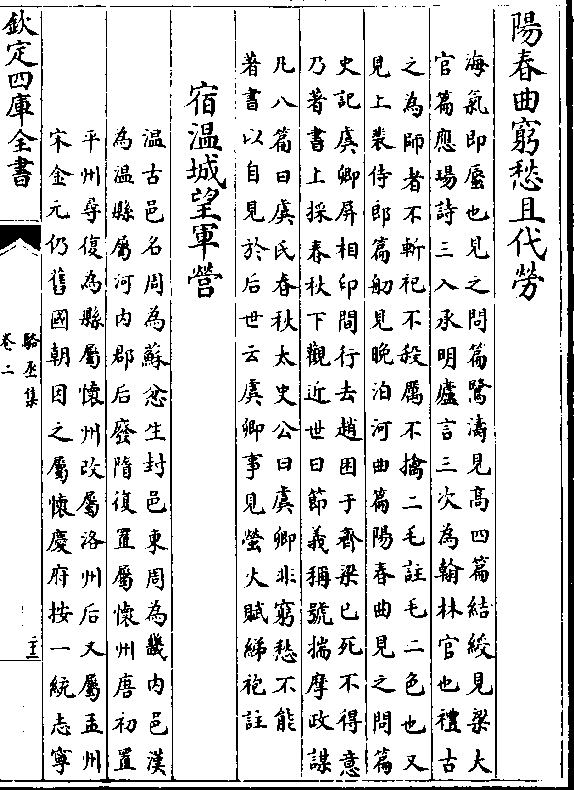 陽春曲窮愁且代勞
海氣即蜃也見之問篇驚濤見高四篇結綬見梁大
官篇應瑒詩三入承明廬言三次為翰林官也禮古
之為師者不斬祀不殺厲不擒二毛註毛二色也又
見上裴侍郎篇舠見晚泊河曲篇陽春曲見之問篇
史記虞卿屏相印間行去趙困于齊梁已死不得意
乃著書上採春秋下觀近世曰節義稱號揣摩政謀
凡八篇曰虞氏春秋太史公曰虞卿非窮愁不能
著書以自見於后世云虞卿事見螢火賦綈袍註
宿温城望軍營
温古邑名周為蘇忿生封邑東周為畿内邑漢
為温縣屬河内郡后廢隋復置屬懷州唐初置
平州尋復為縣屬懷州改屬洛州后又屬孟州
宋金元仍舊國朝因之屬懷慶府按一統志寧
欽定四庫全書
駱丞集
卷二